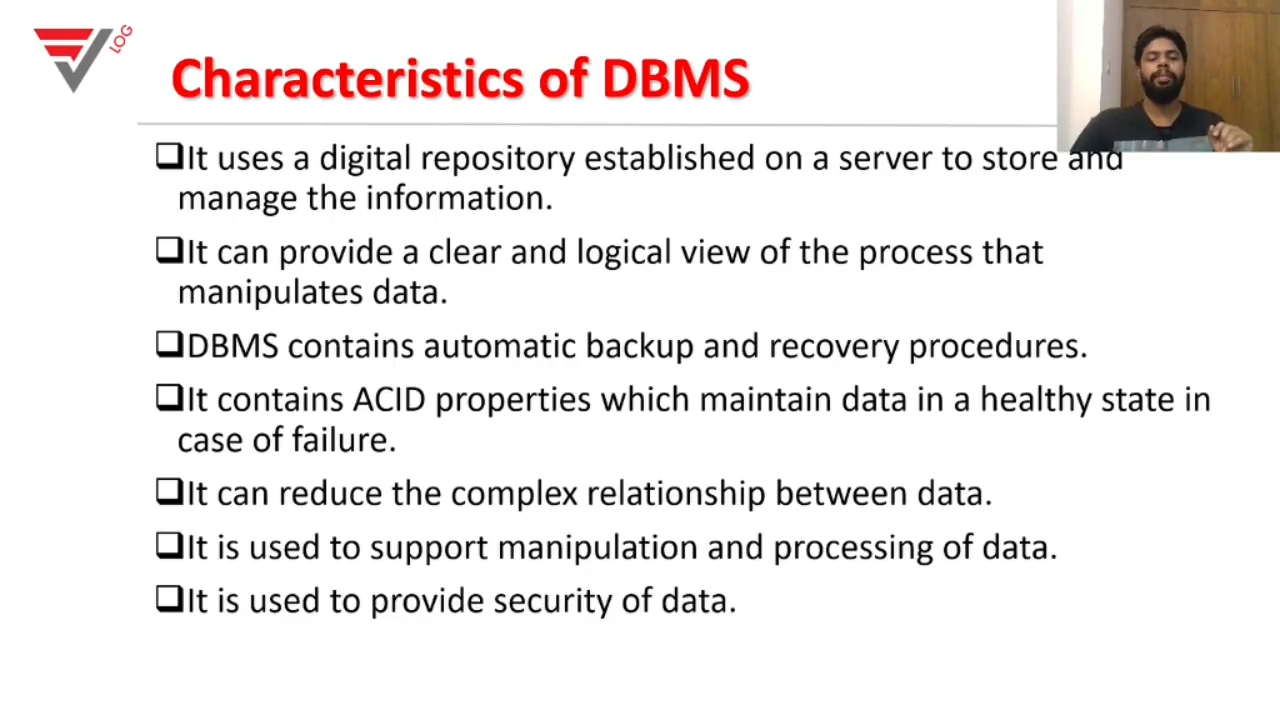 LOG
Characteristics of DBMS
❑It uses a digital repository established on a server to store and
manage the information.
❑It can provide a clear and logical view of the process that
manipulates data.
❑DBMS contains automatic backup and recovery procedures.
❑It contains ACID properties which maintain data in a healthy state in
case of failure.
❑It can reduce the complex relationship between data.
❑It is used to support manipulation and processing of data.
❑It is used to provide security of data.